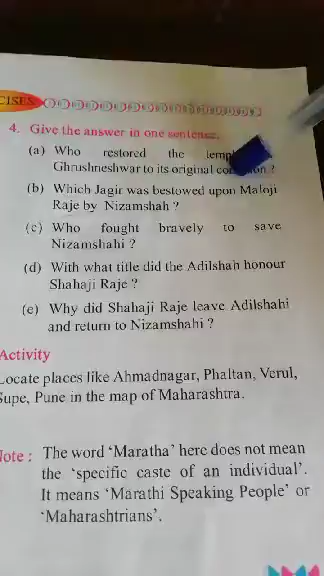 CISES
4. Give the answer in one sentence.
(a) Who restored the
Ghrushneshwar to its original ?
(b) Which Jagir was bestowed upon Maloji
Raje by Nizamshah ?
(c) Who fought bravely to save
Nizamshahi ?
(d) With what title did the Adilshah honour
Shahaji Raje ?
(e) Why did Shahaji Raje leave Adilshahi
and return to Nizamshahi ?
Activity
Locate places like Ahmadnagar, Phaltan, Verul,
Supe, Pune in the map of Maharashtra.
Note : The word ‘Maratha’ here does not mean
the ‘specific caste of an individual’.
It means ‘Marathi Speaking People’ or
‘Maharashtrians’.